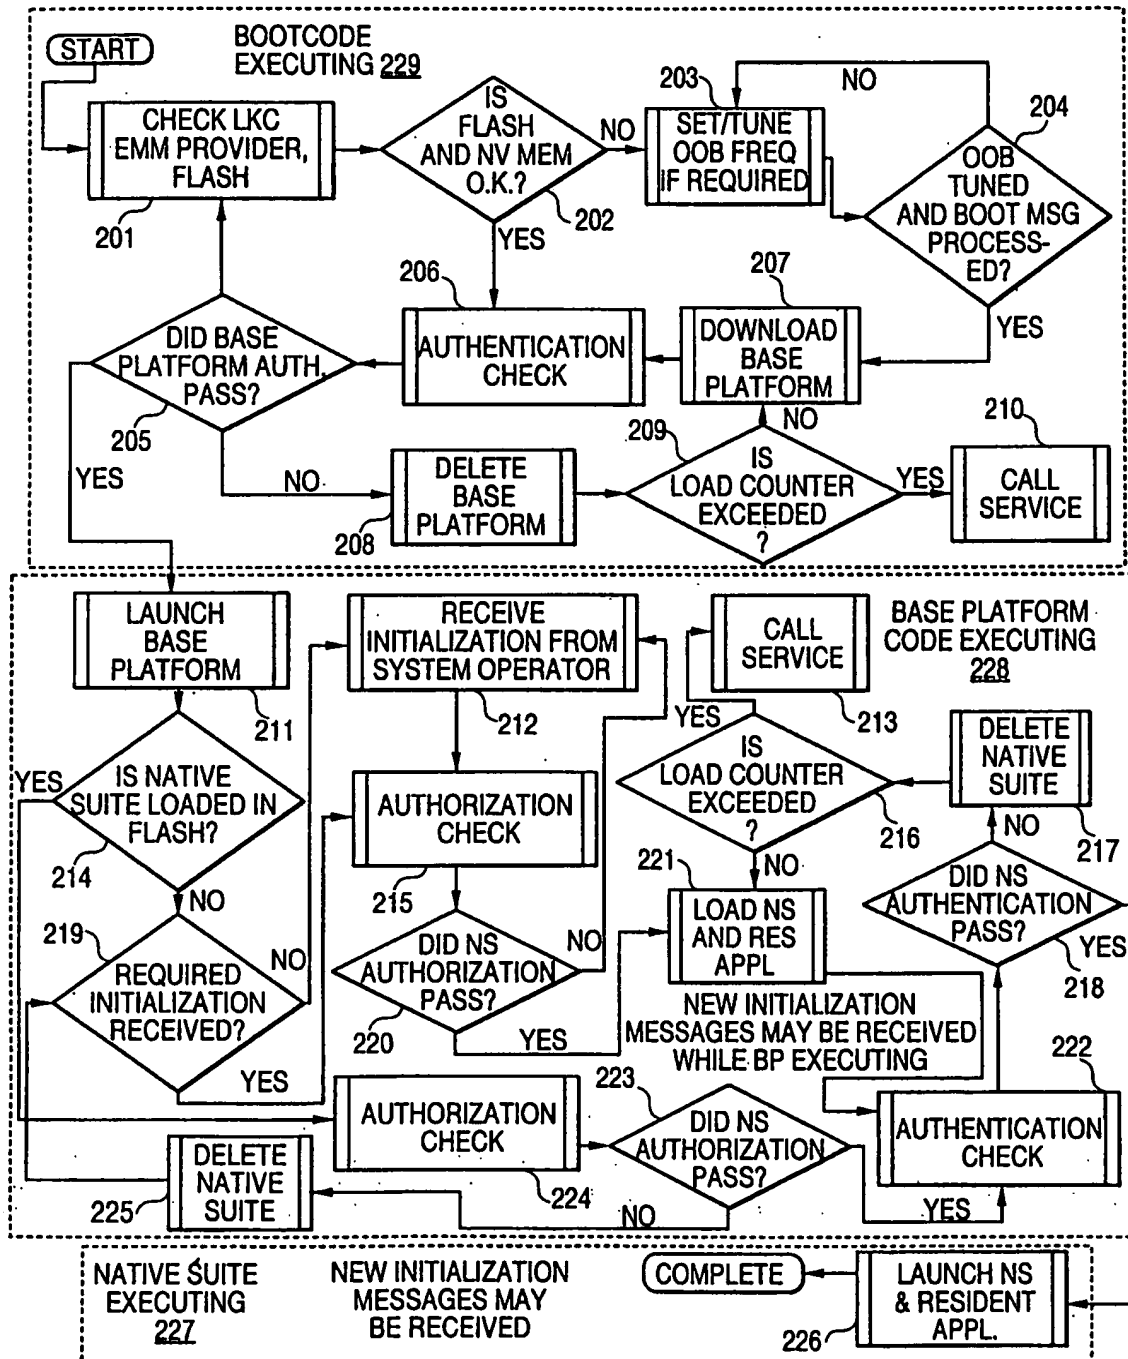 START
BOOTCODE
EXECUTING 229
CHECK LKC
EMM PROVIDER,
FLASH
201
IS
FLASH
AND NV MEM
O.K.?
202
NO
YES
203
SET/TUNE
OOB FREQ
IF REQUIRED
NO
204
OOB
TUNED
AND BOOT MSG
PROCESS-
ED?
YES
206
AUTHENTICATION
CHECK
207
DOWNLOAD
BASE
PLATFORM
DID BASE
PLATFORM AUTH.
PASS?
205
YES
NO
DELETE
BASE
PLATFORM
208
209
NO
IS
LOAD COUNTER
EXCEEDED
?
YES
210
CALL
SERVICE
LAUNCH
BASE
PLATFORM
211
RECEIVE
INITIALIZATION FROM
SYSTEM OPERATOR
212
CALL
SERVICE
213
BASE PLATFORM
CODE EXECUTING
228
YES
IS NATIVE
SUITE LOADED IN
FLASH?
214
NO
AUTHORIZATION
CHECK
215
YES
IS
LOAD COUNTER
EXCEEDED
?
216
NO
DELETE
NATIVE
SUITE
217
NO
219
REQUIRED
INITIALIZATION
RECEIVED?
NO
YES
DID NS
AUTHORIZATION
PASS?
220
NO
YES
221
LOAD NS
AND RES
APPL
DID NS
AUTHENTICATION
PASS?
218
YES
NEW INITIALIZATION
MESSAGES MAY BE RECEIVED
WHILE BP EXECUTING
222
AUTHENTICATION
CHECK
AUTHORIZATION
CHECK
224
223
DID NS
AUTHORIZATION
PASS?
YES
NO
DELETE
NATIVE
SUITE
225
NATIVE SUITE
EXECUTING
227
NEW INITIALIZATION
MESSAGES MAY
BE RECEIVED
COMPLETE
LAUNCH NS
& RESIDENT
APPL.
226